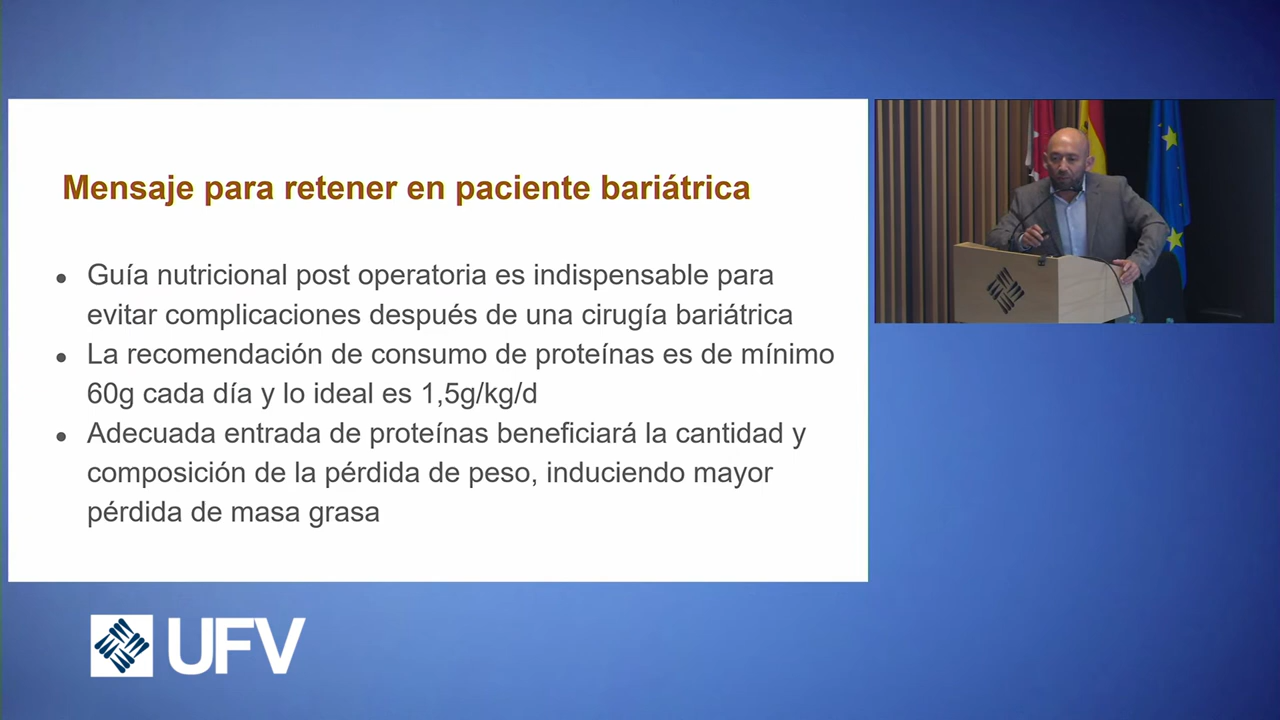 Mensaje para retener en paciente bariátrica
● Guía nutricional post operatoria es indispensable para
evitar complicaciones después de una cirugía bariátrica
● La recomendación de consumo de proteínas es de mínimo
60g cada día y lo ideal es 1,5g/kg/d
● Adecuada entrada de proteínas beneficiará la cantidad y
composición de la pérdida de peso, induciendo mayor
pérdida de masa grasa
UFV